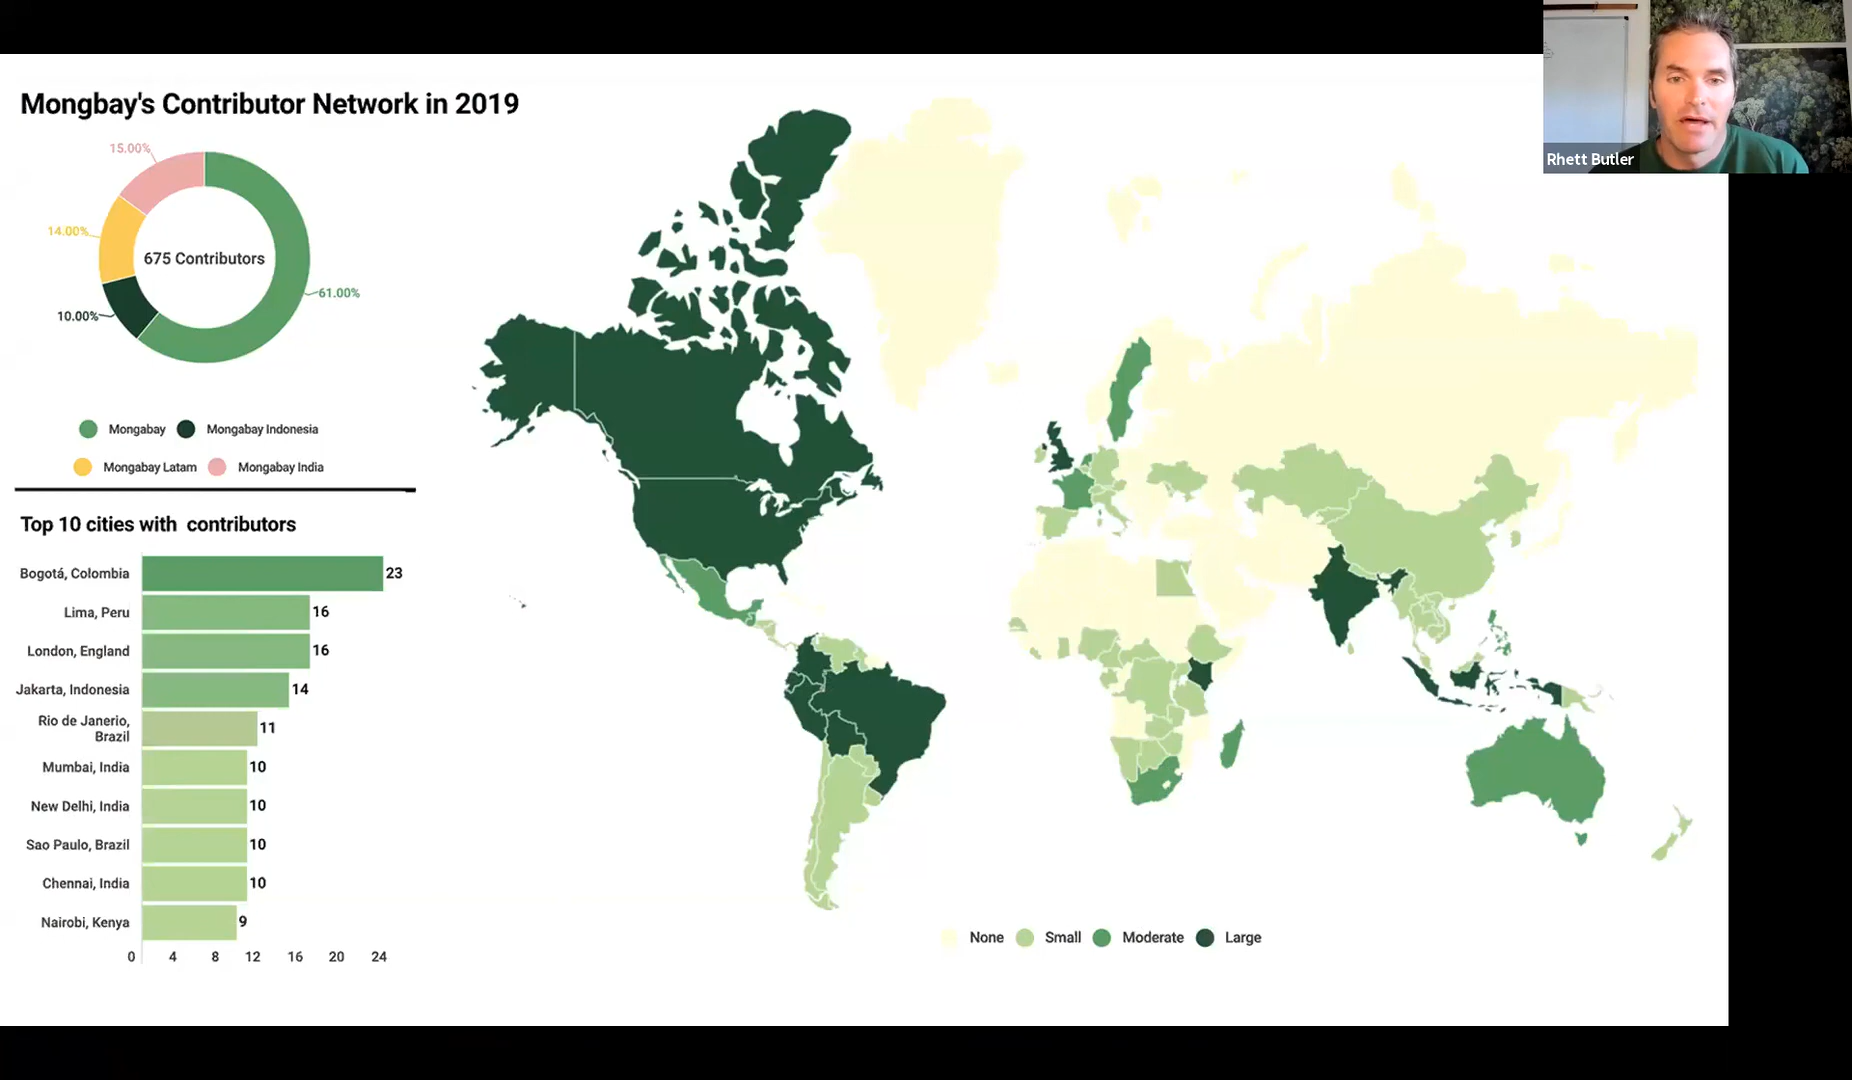 Rhett Butler
Mongbay's Contributor Network in 2019
15.00%
14.00%
675 Contributors
61.00%
10.00%
Mongabay
Mongabay Indonesia
Mongabay Latam
Mongabay India
Top 10 cities with contributors
Bogotá, Colombia 23
Lima, Peru 16
London, England 16
Jakarta, Indonesia 14
Rio de Janerio,
Brazil 11
Mumbai, India 10
New Delhi, India 10
Sao Paulo, Brazil 10
Chennai, India 10
Nairobi, Kenya 9
0 4 8 12 16 20 24
None Small Moderate Large